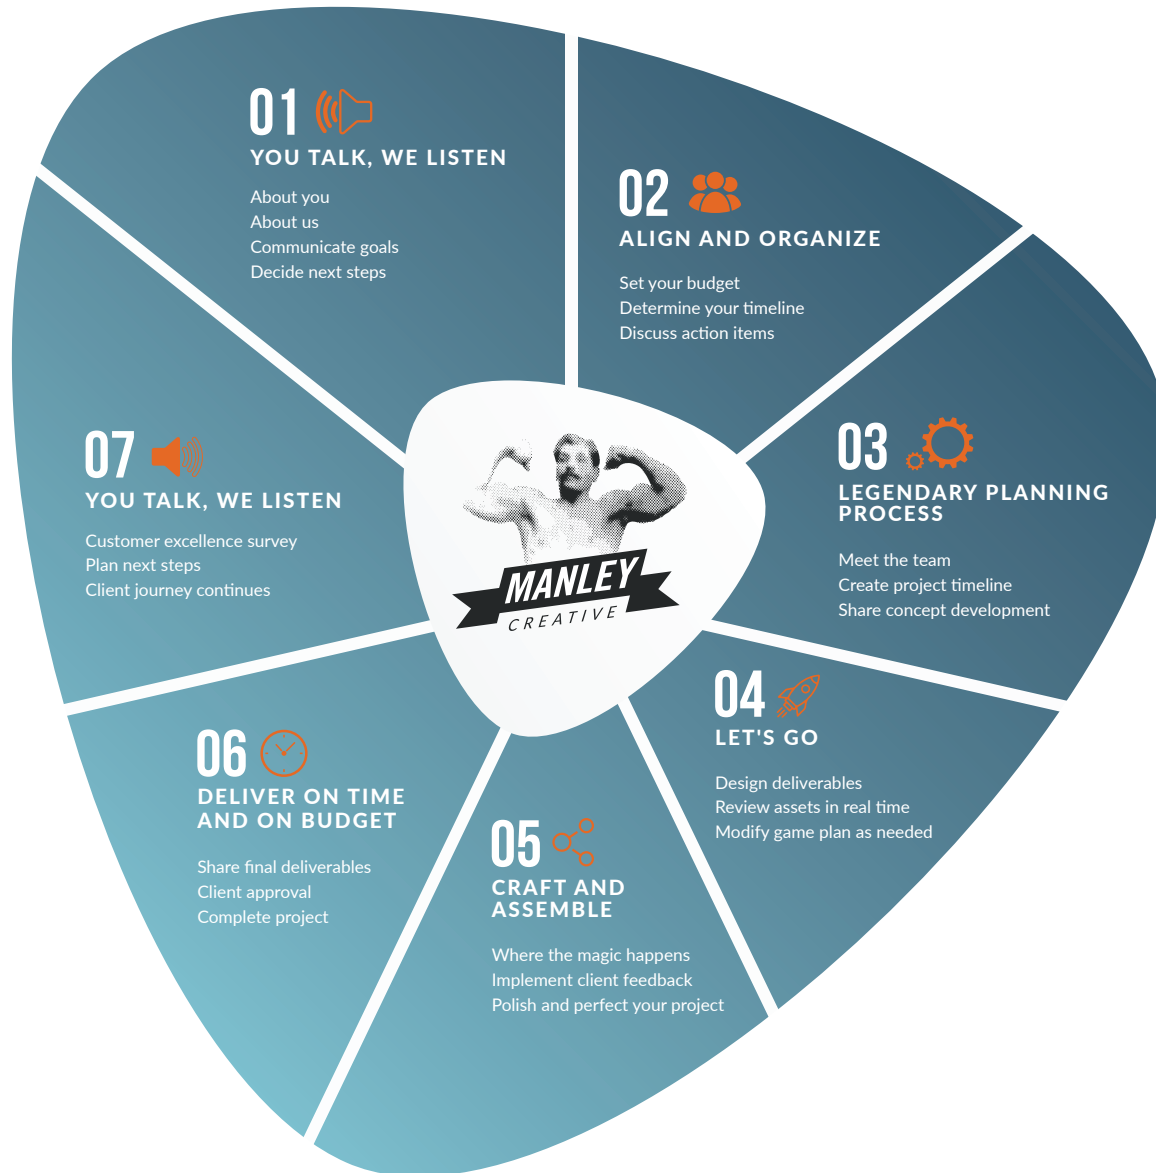 01
YOU TALK, WE LISTEN
About you
About us
Communicate goals
Decide next steps
02
ALIGN AND ORGANIZE
Set your budget
Determine your timeline
Discuss action items
03
LEGENDARY PLANNING
PROCESS
Meet the team
Create project timeline
Share concept development
04
LET'S GO
Design deliverables
Review assets in real time
Modify game plan as needed
05
CRAFT AND
ASSEMBLE
Where the magic happens
Implement client feedback
Polish and perfect your project
06
DELIVER ON TIME
AND ON BUDGET
Share final deliverables
Client approval
Complete project
07
YOU TALK, WE LISTEN
Customer excellence survey
Plan next steps
Client journey continues
MANLEY
CREATIVE